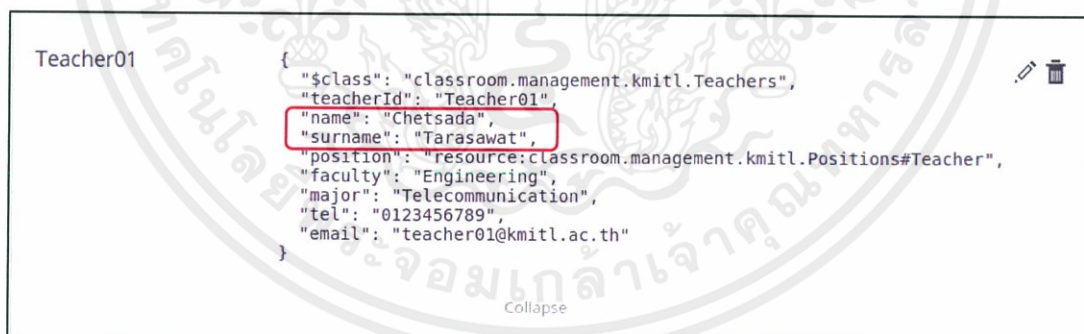 Teacher01
{
"$class": "classroom.management.kmitl.Teachers",
"teacherId": "Teacher01",
"name": "Chetsada",
"surname": "Tarasawat",
"position": "resource:classroom.management.kmitl.Positions#Teacher",
"faculty": "Engineering",
"major": "Telecommunication",
"tel": "0123456789",
"email": "teacher01@kmitl.ac.th"
}
Collapse